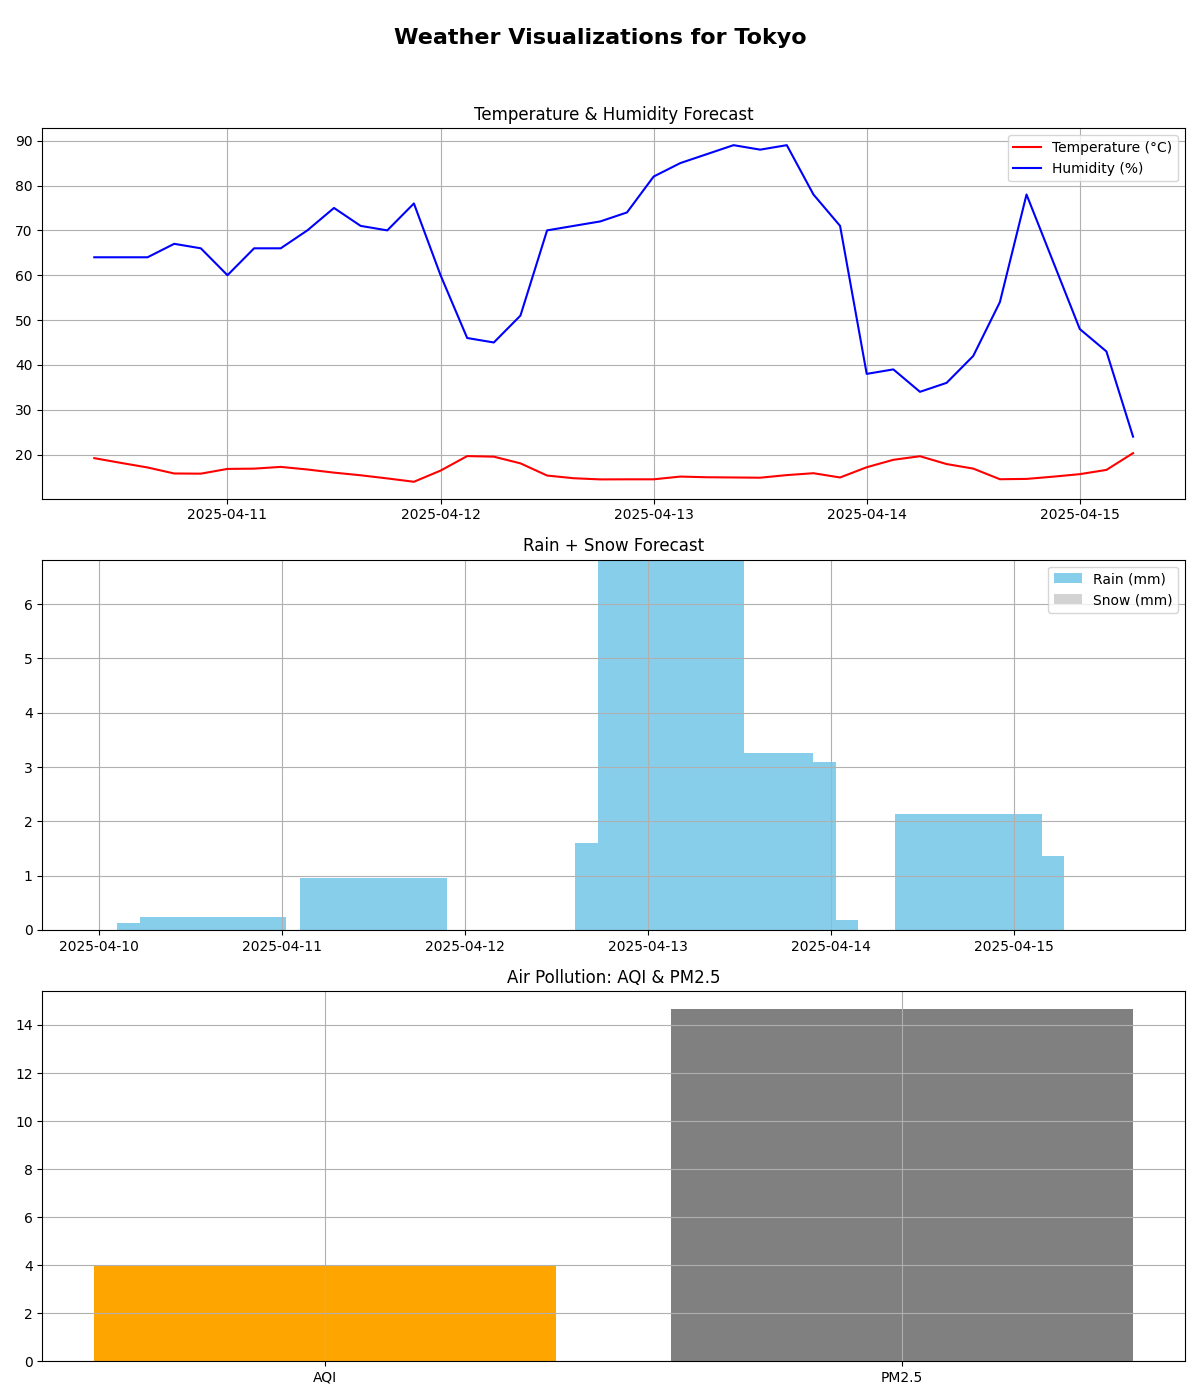 Weather Visualizations for Tokyo
Temperature & Humidity Forecast
90
80
70
60
50
40
30
20
Temperature (°C)
Humidity (%)
2025-04-11 2025-04-12 2025-04-13 2025-04-14 2025-04-15
Rain + Snow Forecast
6
5
4
3
2
1
0
Rain (mm)
Snow (mm)
2025-04-10 2025-04-11 2025-04-12 2025-04-13 2025-04-14 2025-04-15
Air Pollution: AQI & PM2.5
14
12
10
8
6
4
2
0
AQI PM2.5